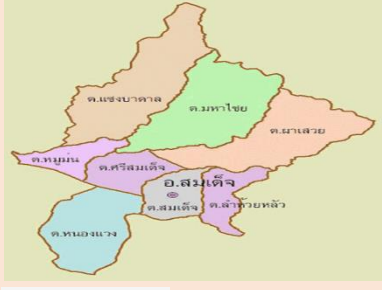 ต.แซงบาดาล
ต.มหาไชย
ต.ผาเสวย
ต.หมูม่น
ต.ศรีสมเด็จ
อ.สมเด็จ
ต.สมเด็จ
ต.ลำห้วยหลัว
ต.หนองแวง